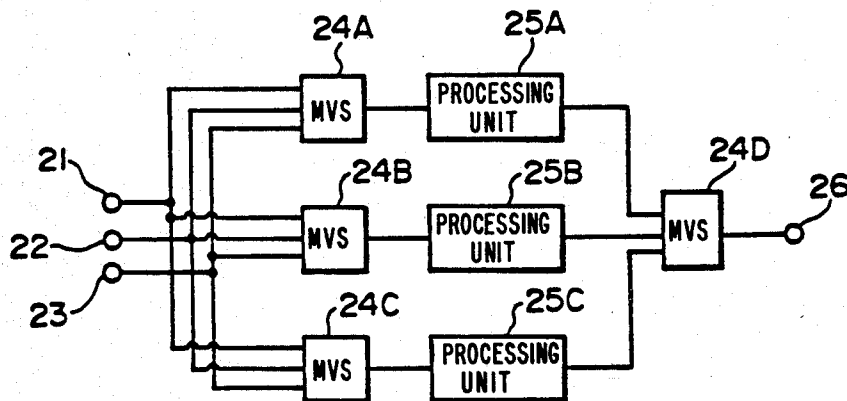 24A
25A
MVS
PROCESSING
UNIT
21
24B
25B
24D
26
22
MVS
PROCESSING
UNIT
MVS
23
24C
25C
MVS
PROCESSING
UNIT